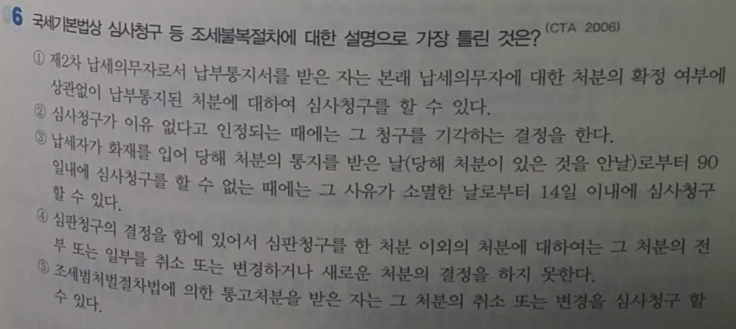 06 국세기본법상 심사청구 등 조세불복절차에 대한 설명으로 가장 틀린 것은? (CTA 2006)
① 제2차 납세의무자로서 납부통지서를 받은 자는 본래 납세의무자에 대한 처분의 확정 여부에
상관없이 납부통지된 처분에 대하여 심사청구를 할 수 있다.
② 심사청구가 이유 없다고 인정되는 때에는 그 청구를 기각하는 결정을 한다.
③ 납세자가 화재를 입어 당해 처분의 통지를 받은 날(당해 처분이 있은 것을 안날)로부터 90
일내에 심사청구를 할 수 없는 때에는 그 사유가 소멸한 날로부터 14일 이내에 심사청구
할 수 있다.
④ 심판청구의 결정을 함에 있어서 심판청구를 한 처분 이외의 처분에 대하여는 그 처분의 전
부 또는 일부를 취소 또는 변경하거나 새로운 처분의 결정을 하지 못한다.
⑤ 조세범처벌절차법에 의한 통고처분을 받은 자는 그 처분의 취소 또는 변경을 심사청구 할
수 있다.